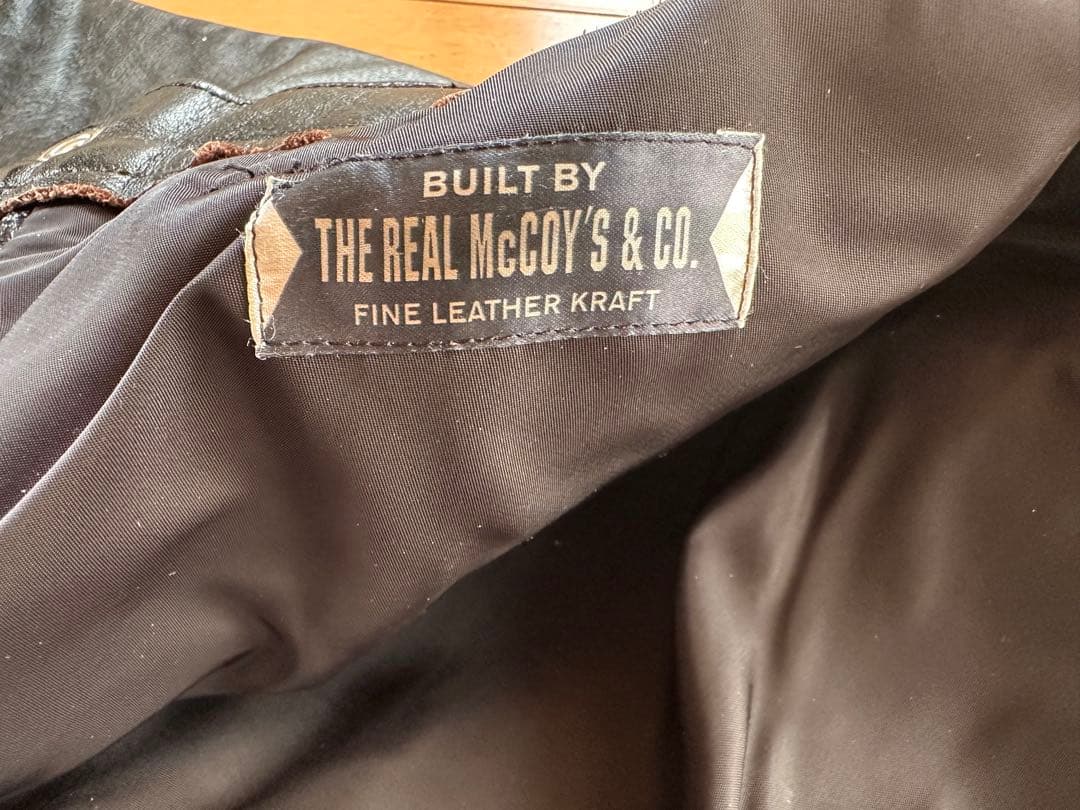 BUILT BY
THE REAL McCOY'S & CO.
FINE LEATHER KRAFT